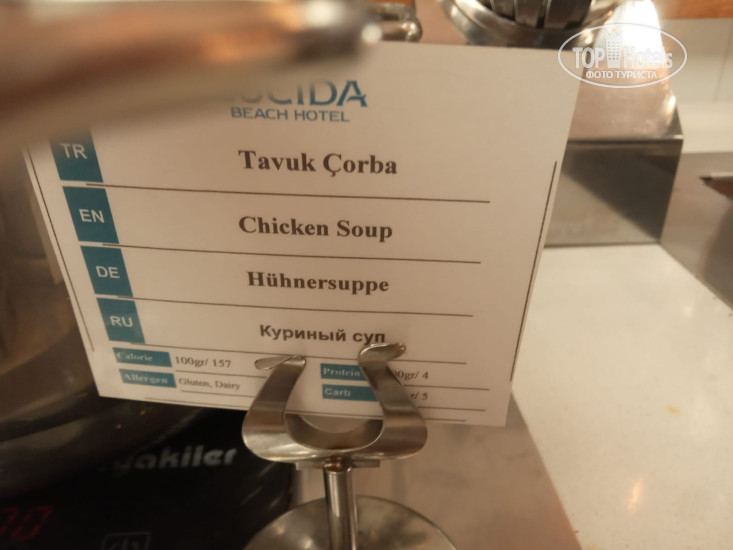 TOP Hotels
ФОТО ТУРИСТА
BEACH HOTEL
TR Tavuk Çorba
EN Chicken Soup
DE Hühnersuppe
RU Куриный суп
Calorie 100gr/ 157 Protein
Allergen Gluten, Dairy Carb